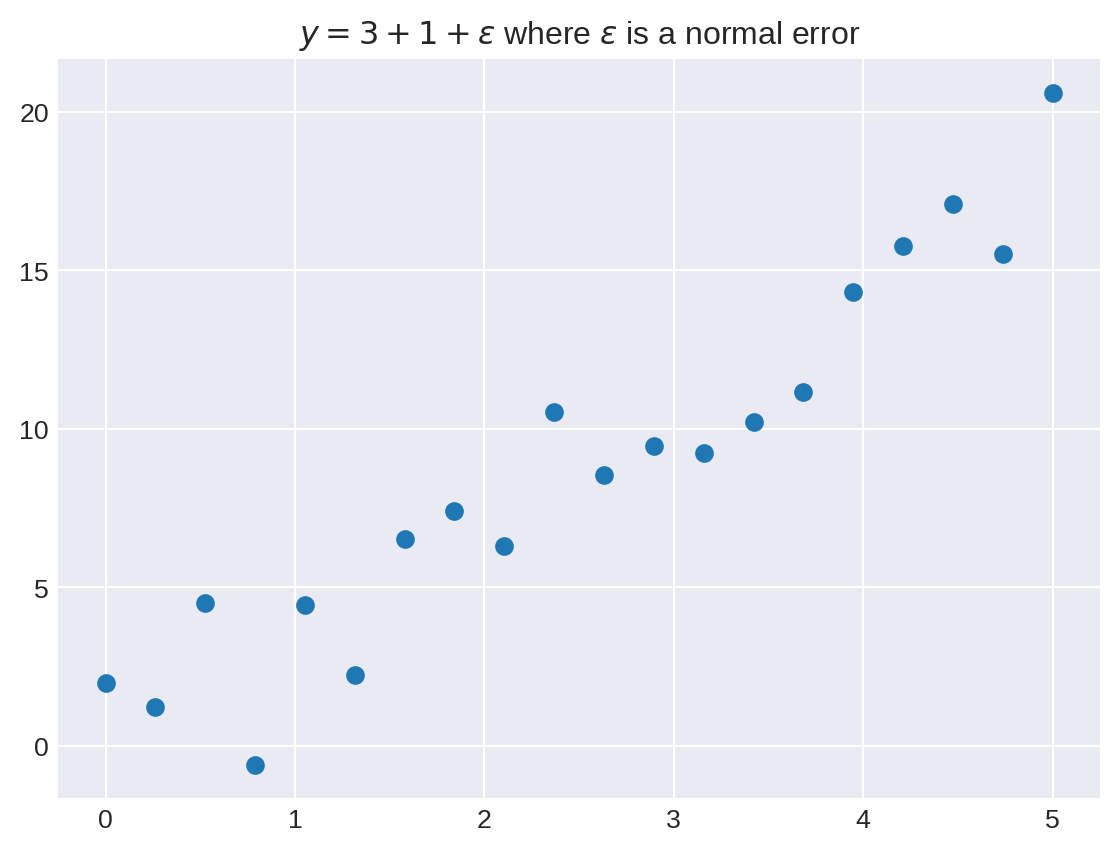 y = 3 + 1 + ε where ε is a normal error
20
15
10
5
0
0 1 2 3 4 5